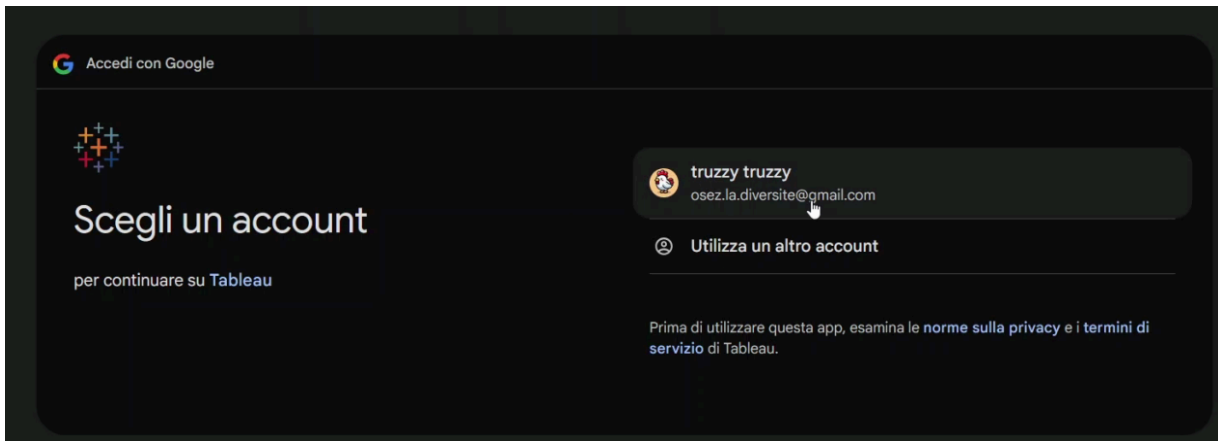 Accedi con Google
Scegli un account
per continuare su Tableau
truzzy truzzy
osez.la.diversite@gmail.com
Utilizza un altro account
Prima di utilizzare questa app, esamina le norme sulla privacy e i termini di
servizio di Tableau.